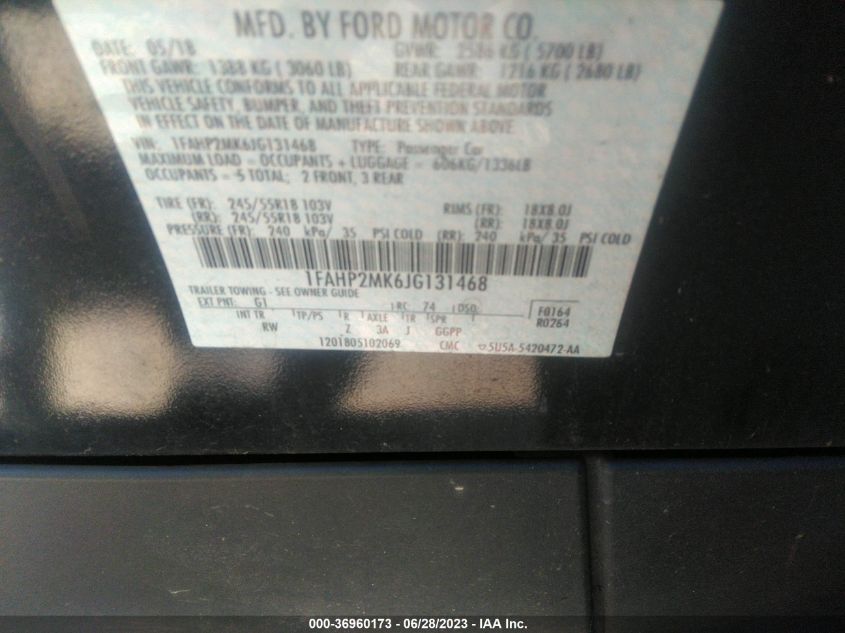 MFD. BY FORD MOTOR CO.
DATE: 05/18 GVWR: 2586 KG ( 5700 LB)
FRONT GAWR: 1388 KG ( 3060 LB) REAR GAWR: 1216 KG ( 2680 LB)
THIS VEHICLE CONFORMS TO ALL APPLICABLE FEDERAL MOTOR
VEHICLE SAFETY, BUMPER, AND THEFT PREVENTION STANDARDS
IN EFFECT ON THE DATE OF MANUFACTURE SHOWN ABOVE.
VIN: 1FAHP2MK6JG131468 TYPE: Passenger Car
MAXIMUM LOAD = OCCUPANTS + LUGGAGE = 606KG/1336LB
OCCUPANTS = 5 TOTAL; 2 FRONT, 3 REAR
TIRE (FR): 245/55R18 103V RIMS (FR): 18X8.0J
(RR): 245/55R18 103V (RR): 18X8.0J
PRESSURE (FR): 240 kPa/ 35 PSI COLD (RR): 240 kPa/ 35 PSI COLD
1FAHP2MK6JG131468
TRAILER TOWING - SEE OWNER GUIDE
EXT PNT: G1 RC: 74 DSO: F0164
INT TR TP/PS R AXLE TR SPR R0264
RW Z 3A J GGPP
1201805102069 CMC 5U5A-5420472-AA
000-36960173 - 06/28/2023 - IAA Inc.